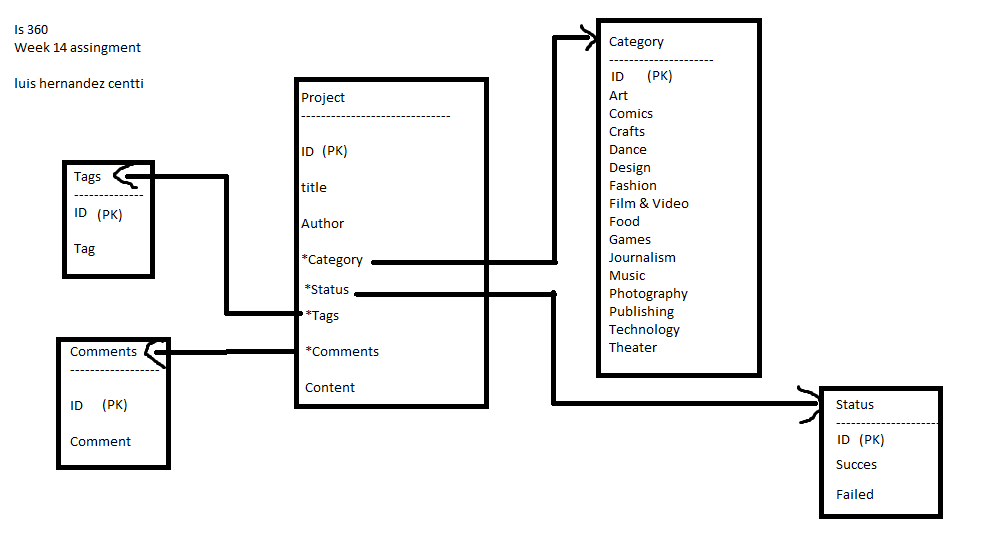 Is 360
Week 14 assingment
luis hernandez centti
Project
------------------------------
ID (PK)
title
Author
*Category
*Status
*Tags
*Comments
Content
Tags
--------------
ID (PK)
Tag
Comments
------------------
ID (PK)
Comment
Category
---------------------
ID (PK)
Art
Comics
Crafts
Dance
Design
Fashion
Film & Video
Food
Games
Journalism
Music
Photography
Publishing
Technology
Theater
Status
---------------------
ID (PK)
Succes
Failed